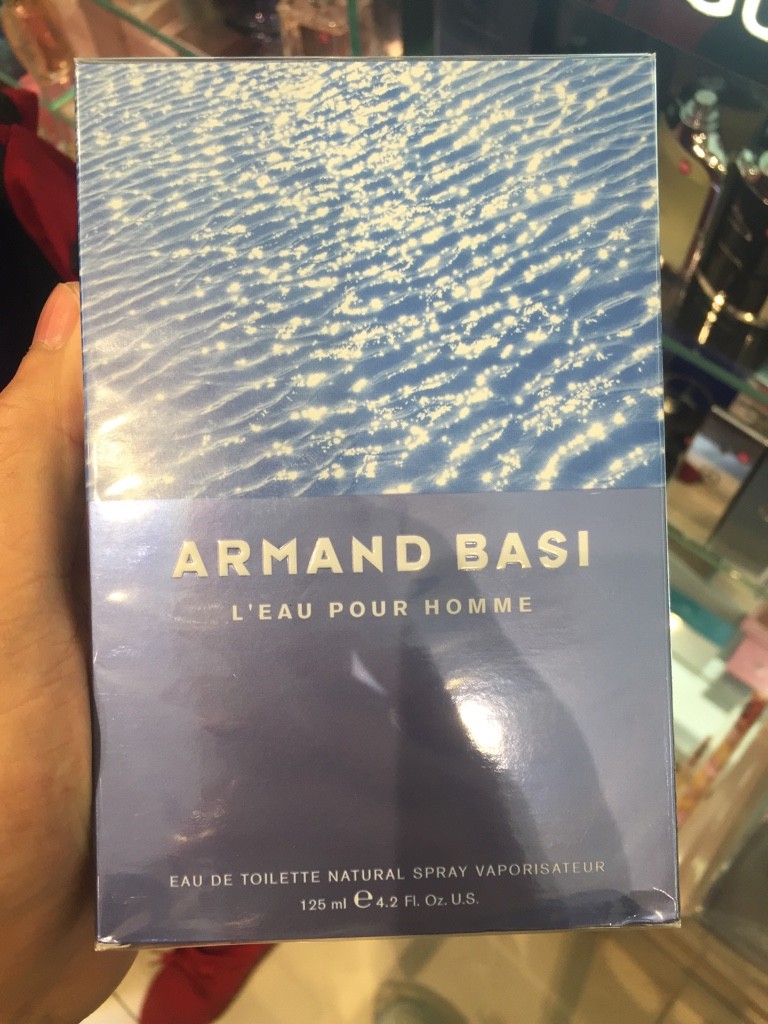 ARMAND BASI
L'EAU POUR HOMME
EAU DE TOILETTE NATURAL SPRAY VAPORISATEUR
125 ml ℮ 4.2 Fl. Oz. U.S.